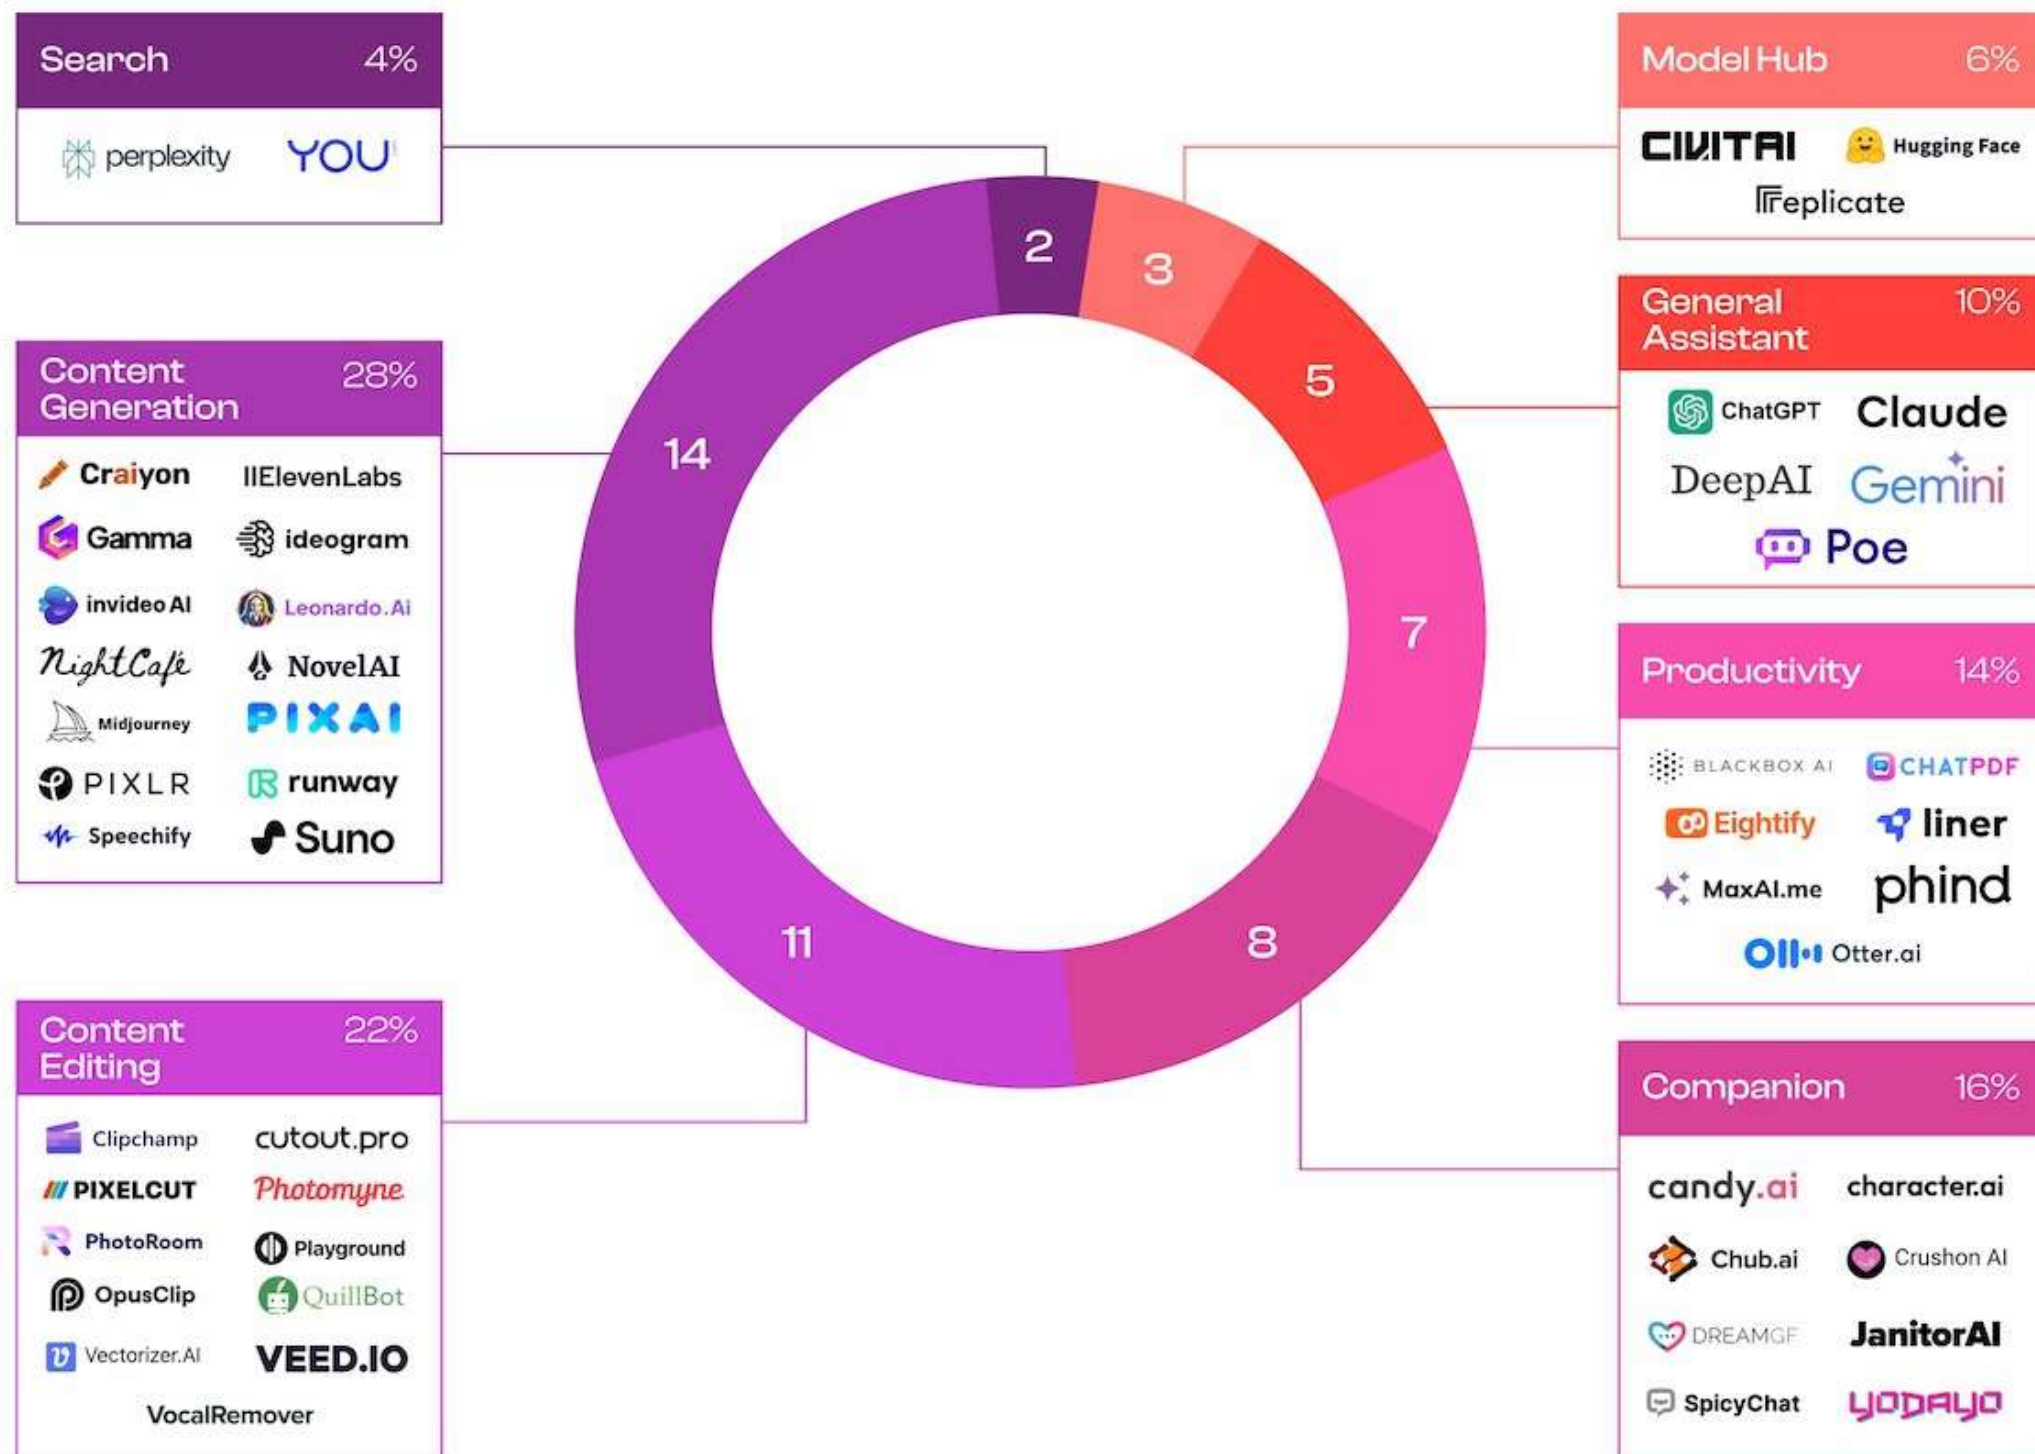 Search 4%
perplexity YOU
Content 28%
Generation
Craiyon IIElevenLabs
Gamma ideogram
invideo AI Leonardo.Ai
NightCafé NovelAI
Midjourney PIXAI
PIXLR runway
Speechify Suno
Content 22%
Editing
Clipchamp cutout.pro
PIXELCUT Photomyne
PhotoRoom Playground
OpusClip QuillBot
Vectorizer.AI VEED.IO
VocalRemover
2
3
5
14
7
11
8
Model Hub 6%
CIVITAI Hugging Face
replicate
General 10%
Assistant
ChatGPT Claude
DeepAI Gemini
Poe
Productivity 14%
BLACKBOX AI CHATPDF
Eightify liner
MaxAI.me phind
Otter.ai
Companion 16%
candy.ai character.ai
Chub.ai Crushon AI
DREAMGF JanitorAI
SpicyChat YODAYO